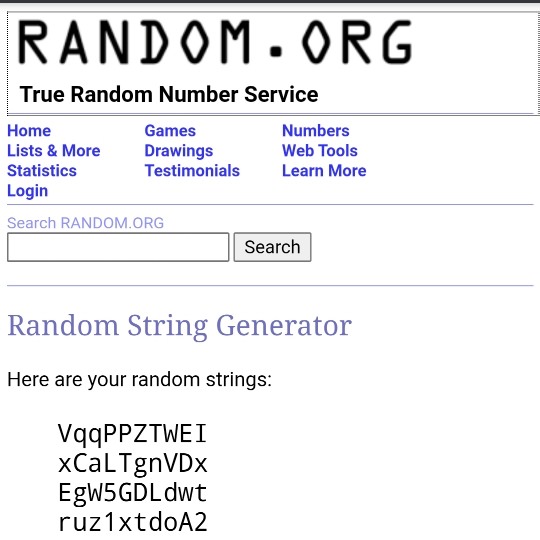 RANDOM.ORG
True Random Number Service
Home Games Numbers
Lists & More Drawings Web Tools
Statistics Testimonials Learn More
Login
Search RANDOM.ORG
Search
Random String Generator
Here are your random strings:
VqqPPZTWEI
xCaLTgnVDx
EgW5GDLdwt
ruz1xtdoA2